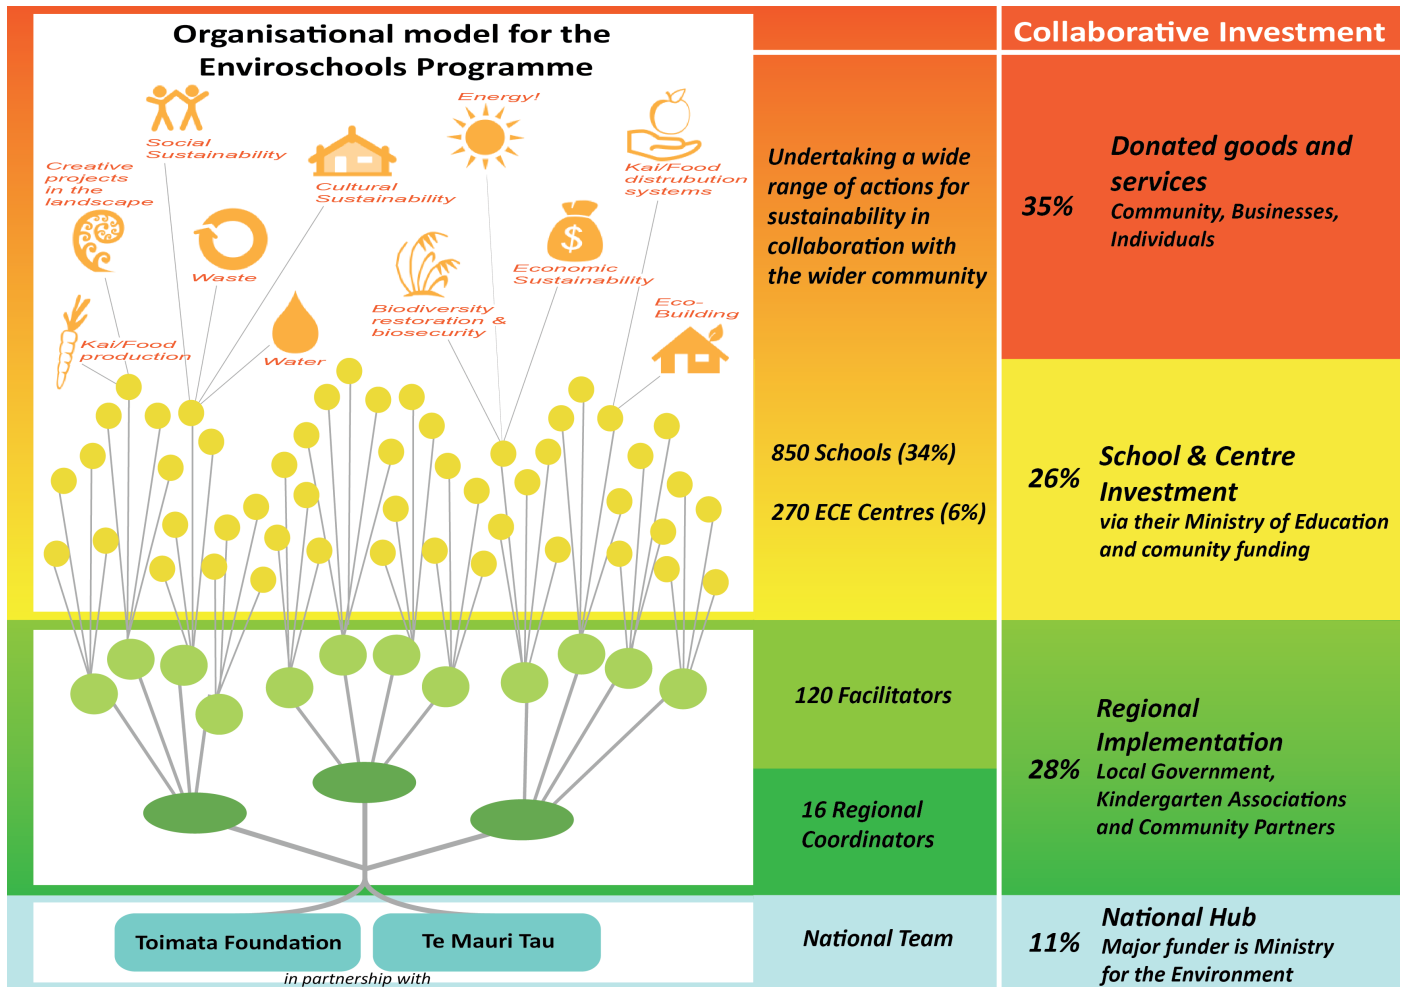 Organisational model for the
Enviroschools Programme
Social
Sustainability
Energy!
Creative
projects
in the
landscape
Cultural
Sustainability
Kai/Food
distrubution
systems
Waste
$
Economic
Sustainability
Biodiversity
restoration &
biosecurity
Eco-
Building
Kai/Food
production
Water
Toimata Foundation
Te Mauri Tau
in partnership with
Undertaking a wide
range of actions for
sustainability in
collaboration with
the wider community
850 Schools (34%)
270 ECE Centres (6%)
120 Facilitators
16 Regional
Coordinators
National Team
Collaborative Investment
35%
Donated goods and
services
Community, Businesses,
Individuals
26%
School & Centre
Investment
via their Ministry of Education
and comunity funding
28%
Regional
Implementation
Local Government,
Kindergarten Associations
and Community Partners
11%
National Hub
Major funder is Ministry
for the Environment